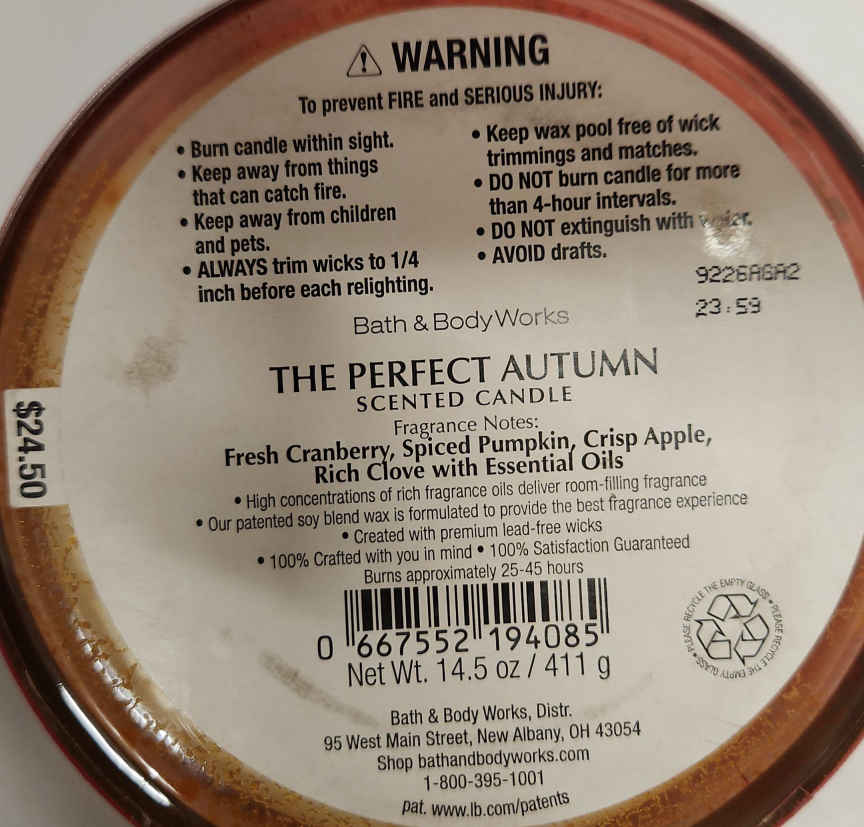 WARNING
To prevent FIRE and SERIOUS INJURY:
• Burn candle within sight.
• Keep away from things
that can catch fire.
• Keep away from children
and pets.
• ALWAYS trim wicks to 1/4
inch before each relighting.
• Keep wax pool free of wick
trimmings and matches.
• DO NOT burn candle for more
than 4-hour intervals.
• DO NOT extinguish with water.
• AVOID drafts.
9226AGA2
23:59
Bath & Body Works
THE PERFECT AUTUMN
SCENTED CANDLE
Fragrance Notes:
Fresh Cranberry, Spiced Pumpkin, Crisp Apple,
Rich Clove with Essential Oils
• High concentrations of rich fragrance oils deliver room-filling fragrance
• Our patented soy blend wax is formulated to provide the best fragrance experience
• Created with premium lead-free wicks
• 100% Crafted with you in mind • 100% Satisfaction Guaranteed
Burns approximately 25-45 hours
$24.50
0 667552 194085
Net Wt. 14.5 oz / 411 g
PLEASE RECYCLE THE EMPTY GLASS • PLEASE RECYCLE THE EMPTY GLASS •
Bath & Body Works, Distr.
95 West Main Street, New Albany, OH 43054
Shop bathandbodyworks.com
1-800-395-1001
pat. www.lb.com/patents